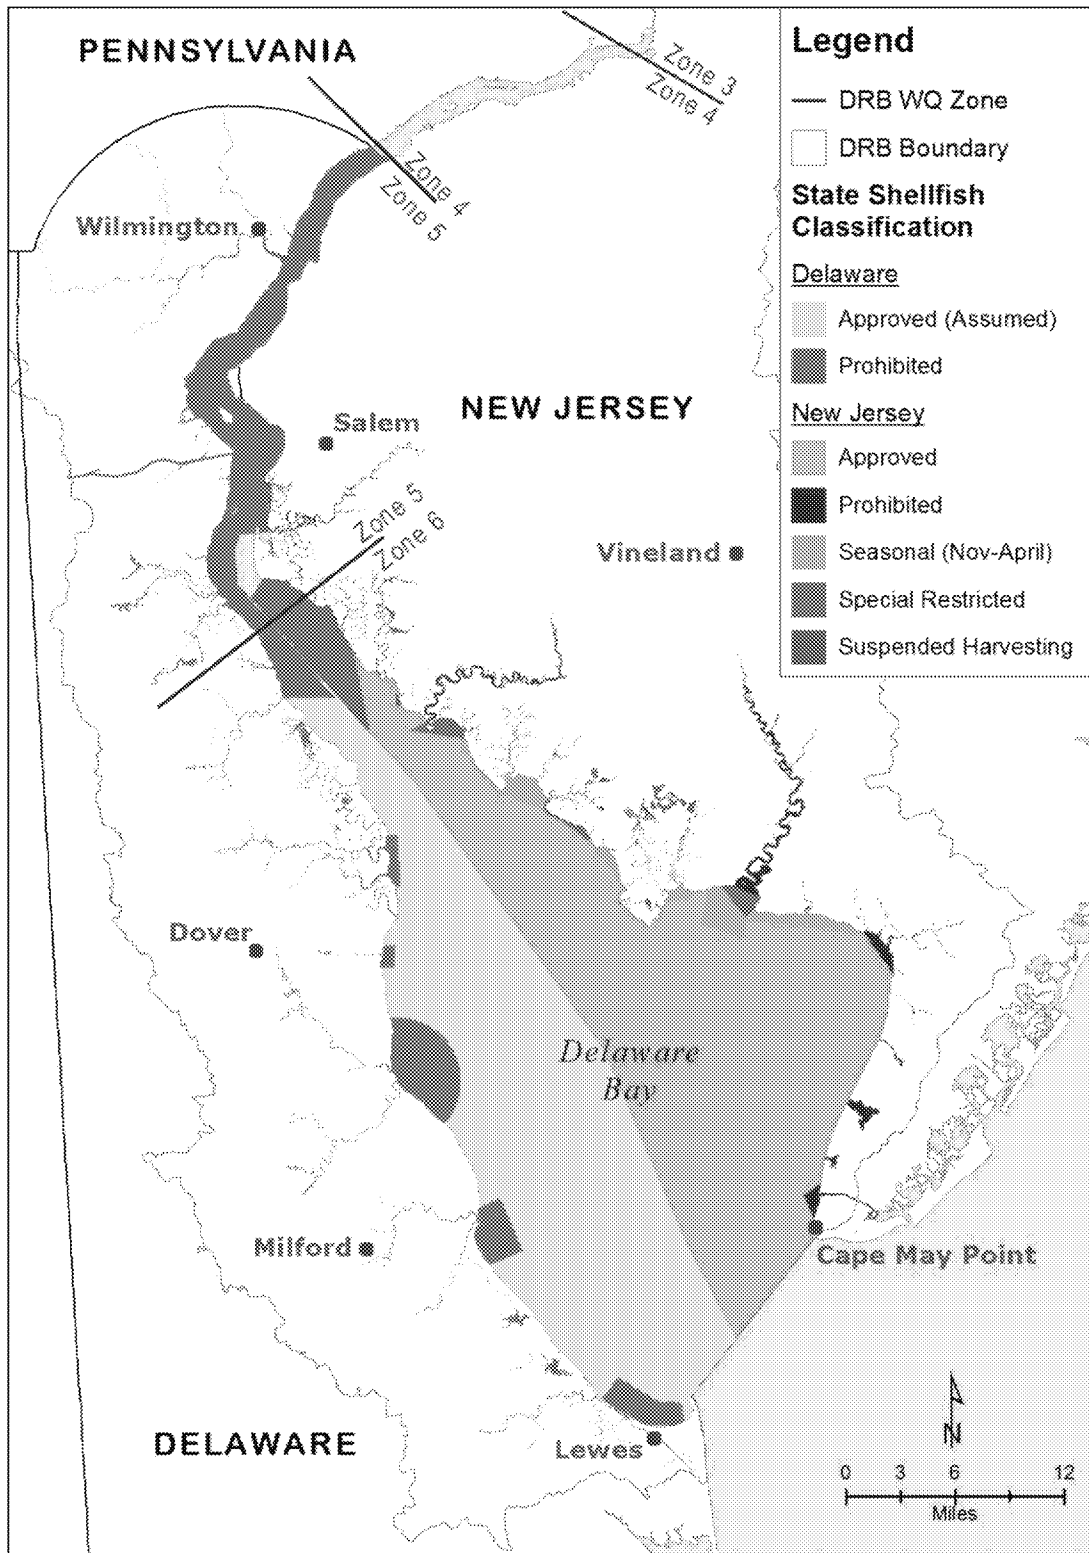 PENNSYLVANIA
Zone 3
Zone 4
Zone 4
Zone 5
Wilmington
NEW JERSEY
Salem
Zone 5
Zone 6
Vineland
Dover
Delaware
Bay
Milford
Cape May Point
DELAWARE
Lewes
Legend
DRB WQ Zone
DRB Boundary
State Shellfish
Classification
Delaware
Approved (Assumed)
Prohibited
New Jersey
Approved
Prohibited
Seasonal (Nov-April)
Special Restricted
Suspended Harvesting
N
0 3 6 12
Miles